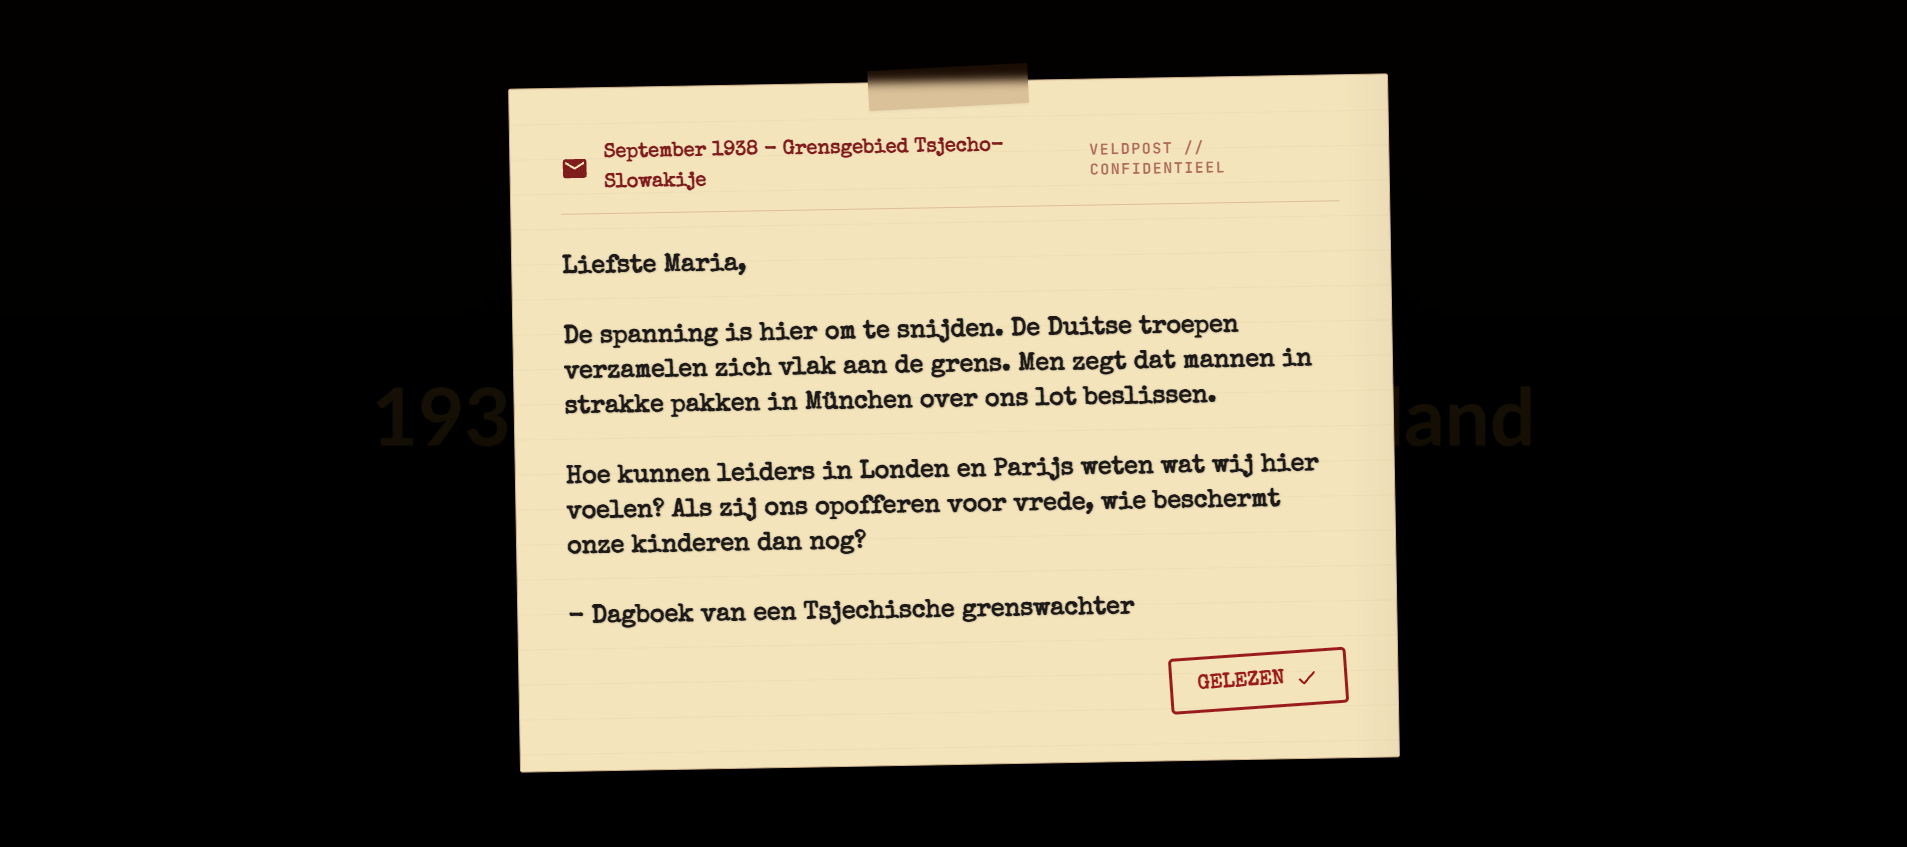 September 1938 – Grensgebied Tsjecho-
Slowakije
VELDPOST //
CONFIDENTIEEL
Liefste Maria,
De spanning is hier om te snijden. De Duitse troepen
verzamelen zich vlak aan de grens. Men zegt dat mannen in
strakke pakken in München over ons lot beslissen.
193
land
Hoe kunnen leiders in Londen en Parijs weten wat wij hier
voelen? Als zij ons opofferen voor vrede, wie beschermt
onze kinderen dan nog?
– Dagboek van een Tsjechische grenswachter
GELEZEN ✓